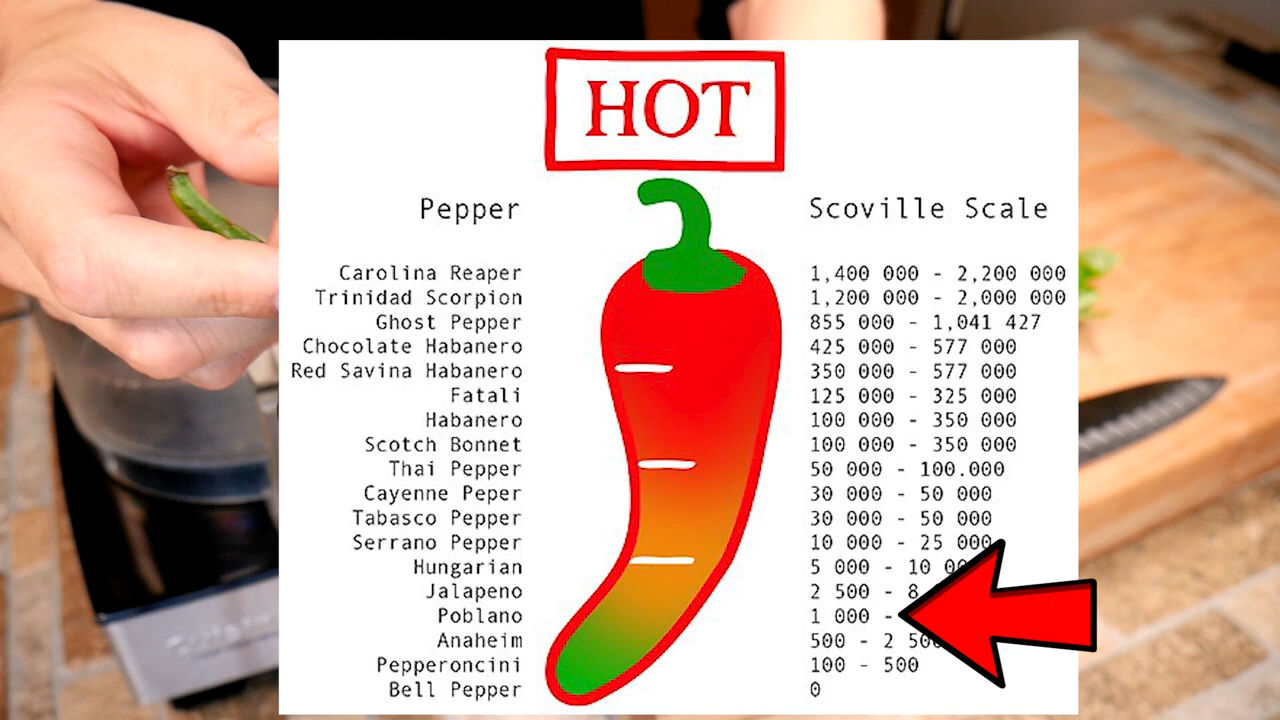 HOT
Pepper Scoville Scale
Carolina Reaper 1,400 000 - 2,200 000
Trinidad Scorpion 1,200 000 - 2,000 000
Ghost Pepper 855 000 - 1,041 427
Chocolate Habanero 425 000 - 577 000
Red Savina Habanero 350 000 - 577 000
Fatali 125 000 - 325 000
Habanero 100 000 - 350 000
Scotch Bonnet 100 000 - 350 000
Thai Pepper 50 000 - 100.000
Cayenne Peper 30 000 - 50 000
Tabasco Pepper 30 000 - 50 000
Serrano Pepper 10 000 - 25 000
Hungarian 5 000 - 10
Jalapeno 2 500 - 8
Poblano 1 000 -
Anaheim 500 - 2
Pepperoncini 100 - 500
Bell Pepper 0